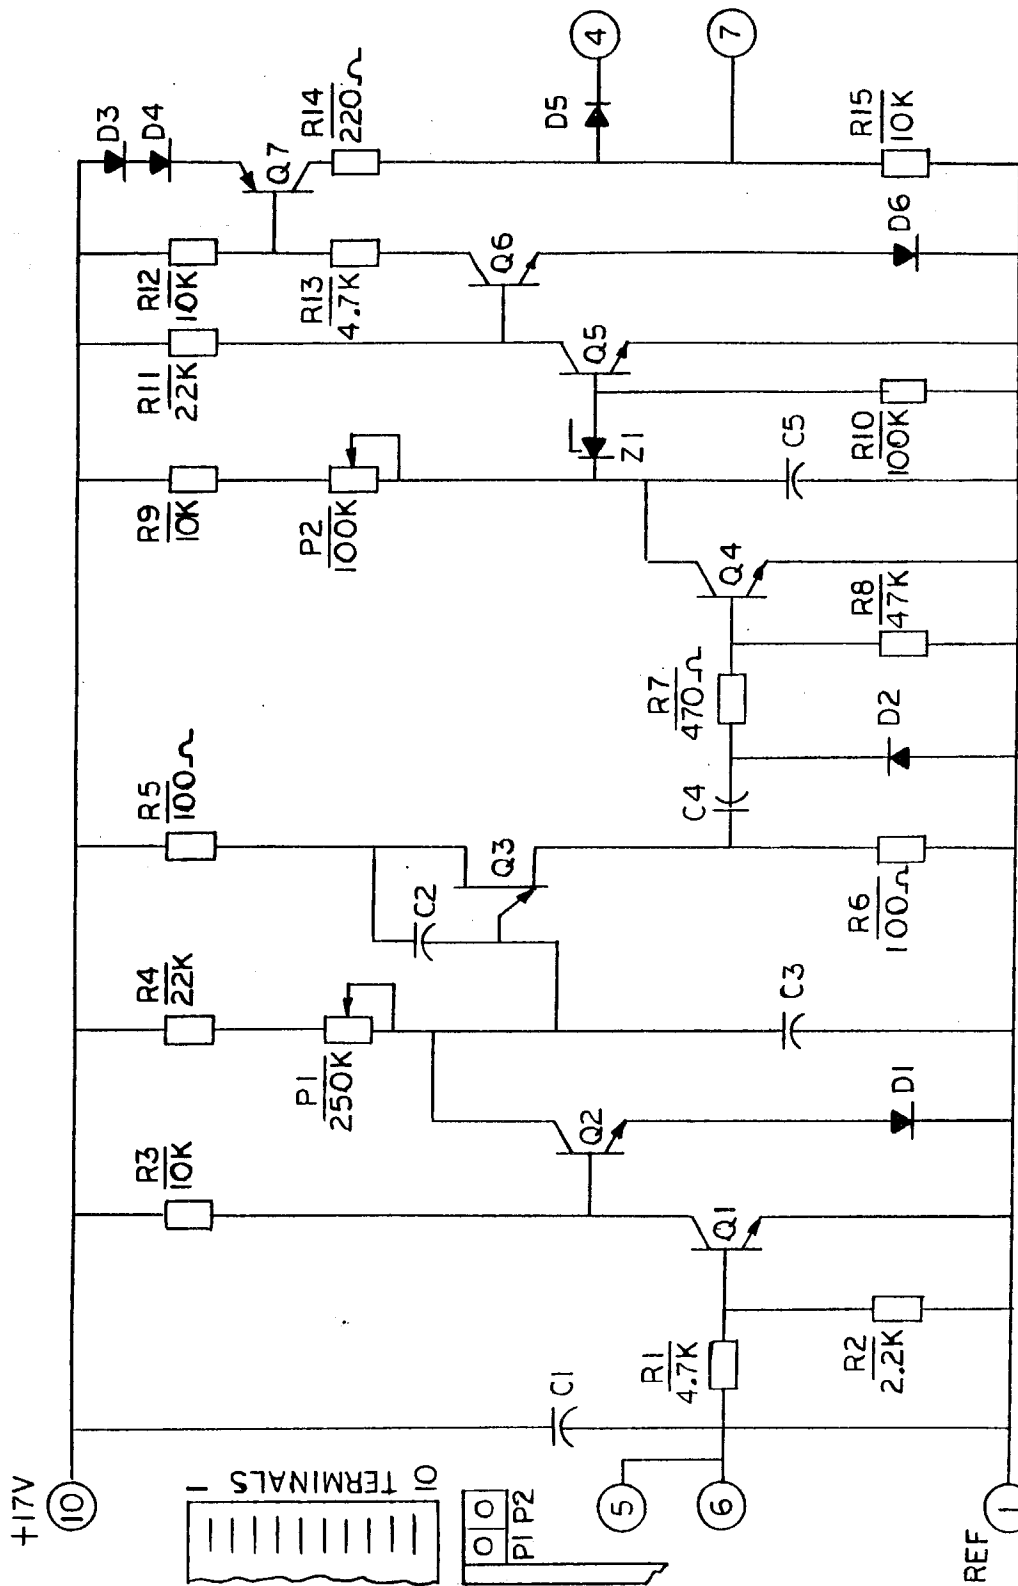 +17V
10
TERMINALS
1
10
P1 P2
5
6
REF
1
C1
R1
4.7K
R2
2.2K
R3
10K
Q1
Q2
D1
R4
22K
P1
250K
C2
C3
R5
100Ω
Q3
R6
100Ω
C4
D2
R7
470Ω
R8
47K
Q4
R9
10K
P2
100K
C5
Z1
R10
100K
R11
22K
Q5
R12
10K
R13
4.7K
Q6
D6
D3
D4
Q7
R14
220Ω
D5
4
7
R15
10K